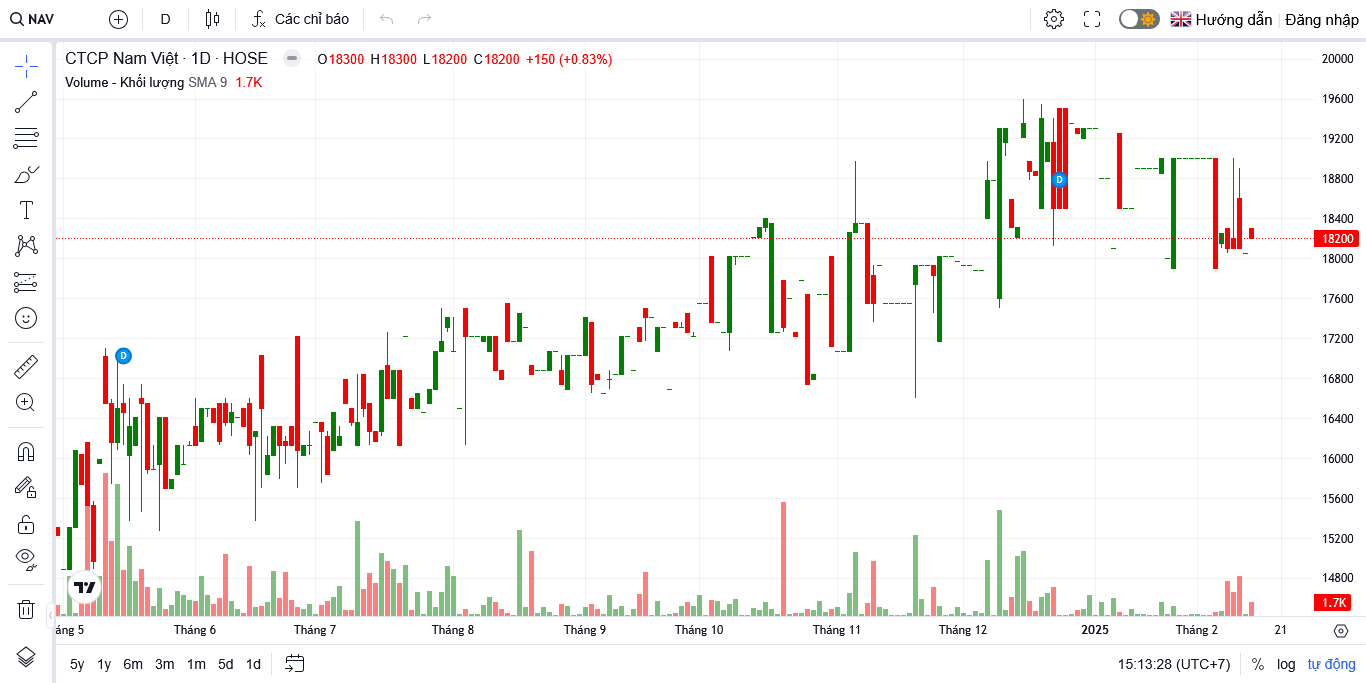 NAV D Các chỉ báo Hướng dẫn Đăng nhập
CTCP Nam Việt · 1D · HOSE O18300 H18300 L18200 C18200 +150 (+0.83%)
Volume - Khối lượng SMA 9 1.7K
20000
19600
19200
18800
18400
18200
18000
17600
17200
16800
16400
16000
15600
15200
14800
1.7K
D
D
áng 5 Tháng 6 Tháng 7 Tháng 8 Tháng 9 Tháng 10 Tháng 11 Tháng 12 2025 Tháng 2 21
5y 1y 6m 3m 1m 5d 1d 15:13:28 (UTC+7) % log tự động